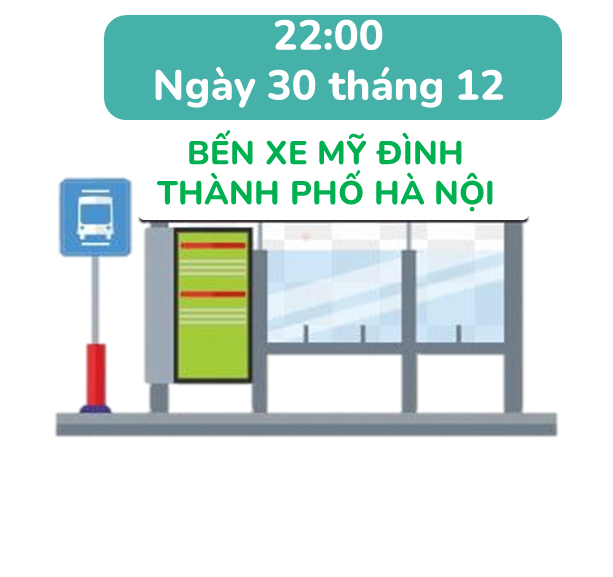 22:00
Ngày 30 tháng 12
BẾN XE MỸ ĐÌNH
THÀNH PHỐ HÀ NỘI